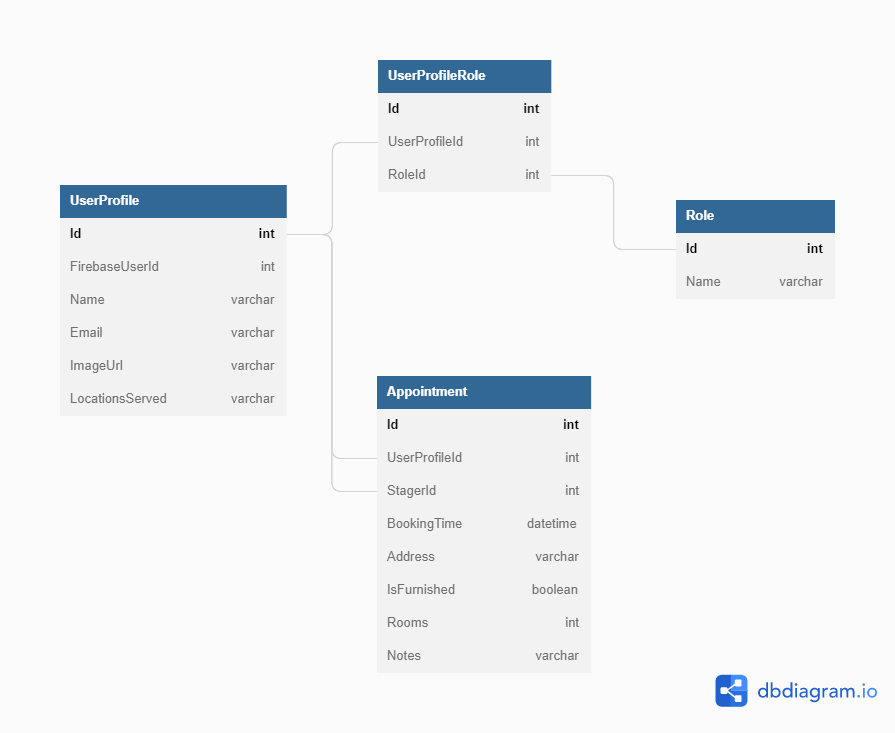 UserProfileRole
Id int
UserProfileId int
RoleId int
UserProfile
Id int
FirebaseUserId int
Name varchar
Email varchar
ImageUrl varchar
LocationsServed varchar
Role
Id int
Name varchar
Appointment
Id int
UserProfileId int
StagerId int
BookingTime datetime
Address varchar
IsFurnished boolean
Rooms int
Notes varchar
dbdiagram.io